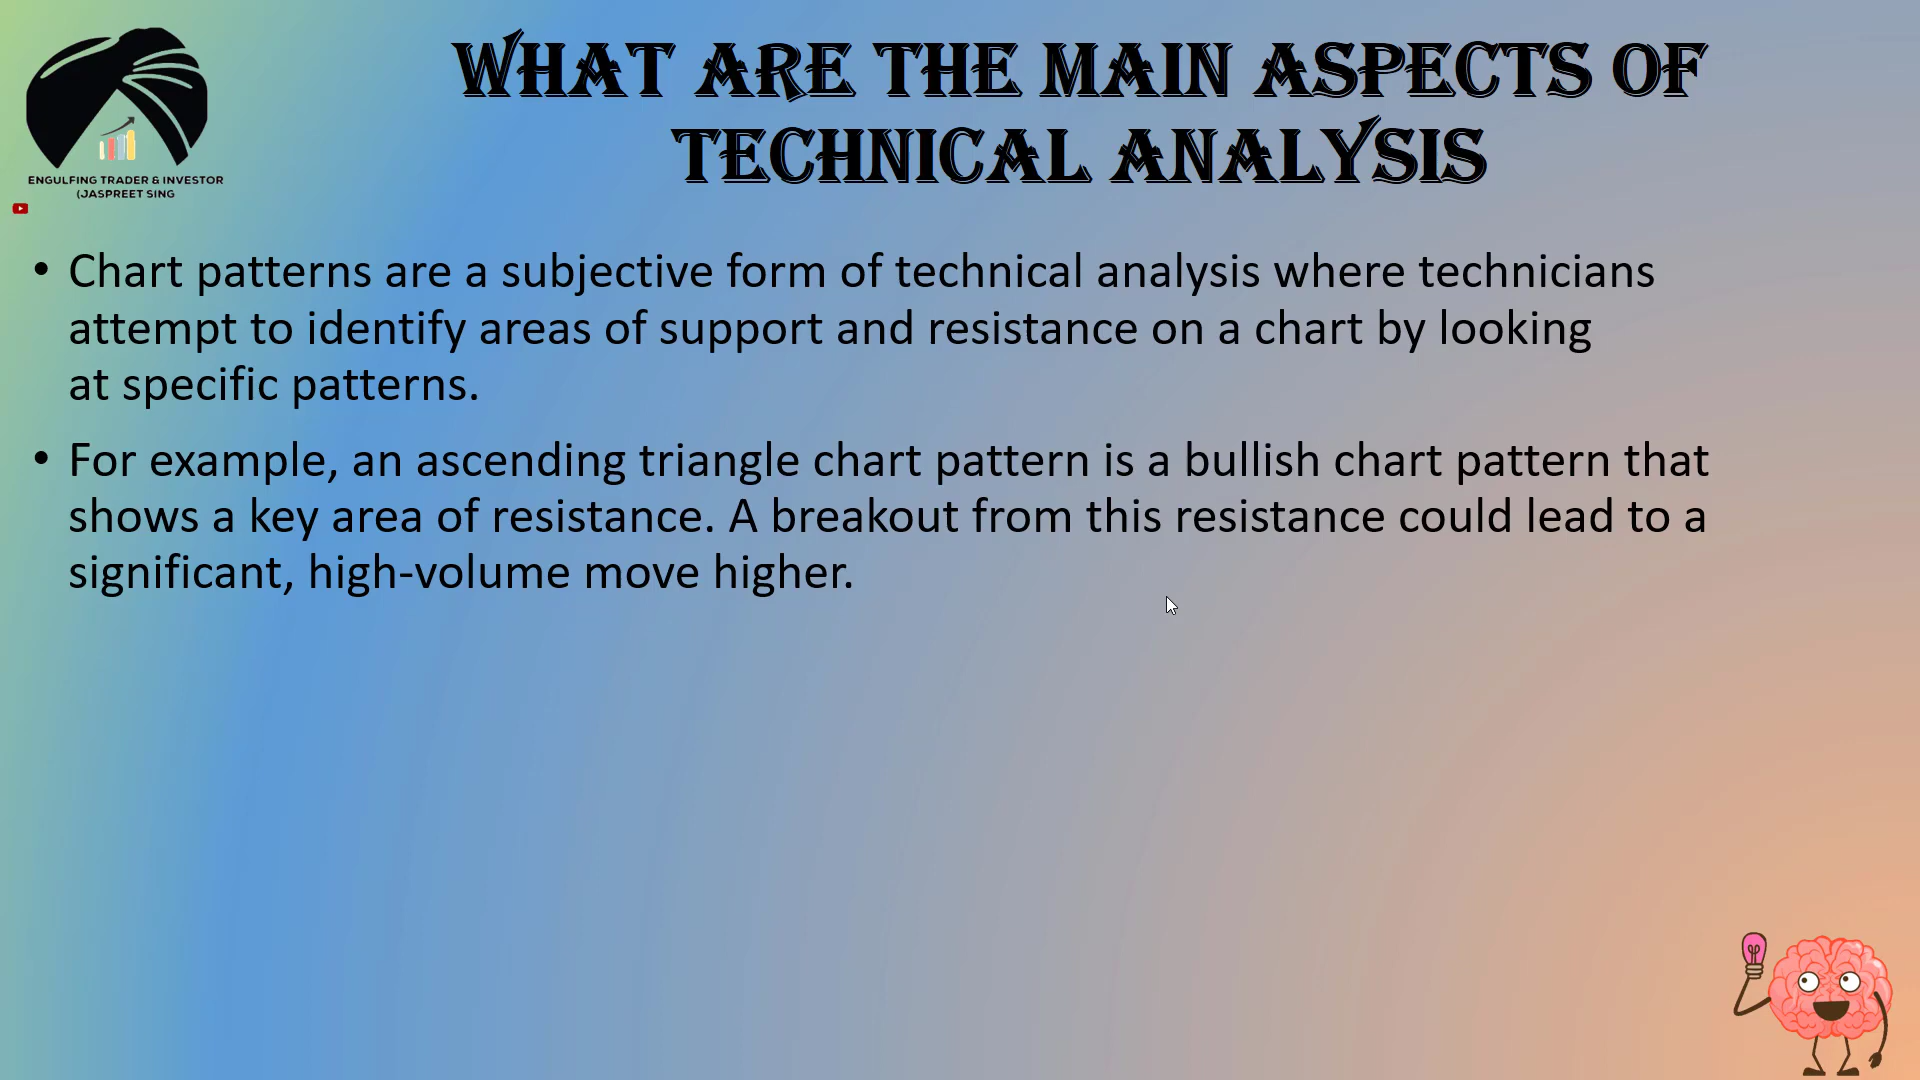 WHAT ARE THE MAIN ASPECTS OF
TECHNICAL ANALYSIS
ENGULFING TRADER & INVESTOR
(JASPREET SING
• Chart patterns are a subjective form of technical analysis where technicians
attempt to identify areas of support and resistance on a chart by looking
at specific patterns.
• For example, an ascending triangle chart pattern is a bullish chart pattern that
shows a key area of resistance. A breakout from this resistance could lead to a
significant, high-volume move higher.